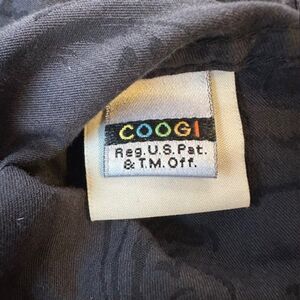 COOGI
Reg. U.S. Pat.
& T.M. Off.